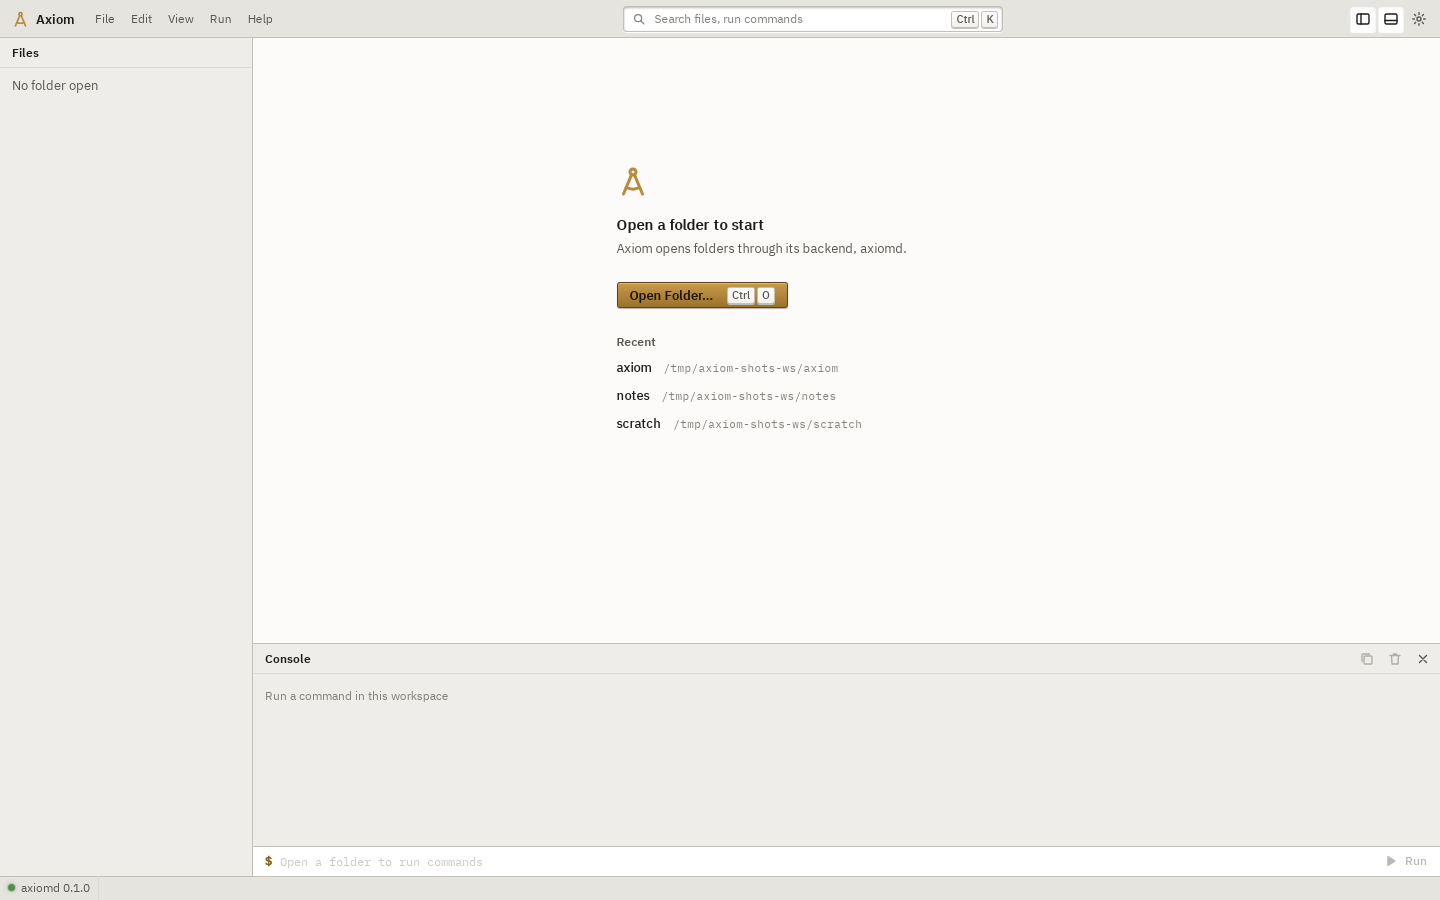 Axiom File Edit View Run Help Search files, run commands Ctrl K
Files
No folder open
Open a folder to start
Axiom opens folders through its backend, axiomd.
Open Folder... Ctrl O
Recent
axiom /tmp/axiom-shots-ws/axiom
notes /tmp/axiom-shots-ws/notes
scratch /tmp/axiom-shots-ws/scratch
Console
Run a command in this workspace
$ Open a folder to run commands Run
axiomd 0.1.0